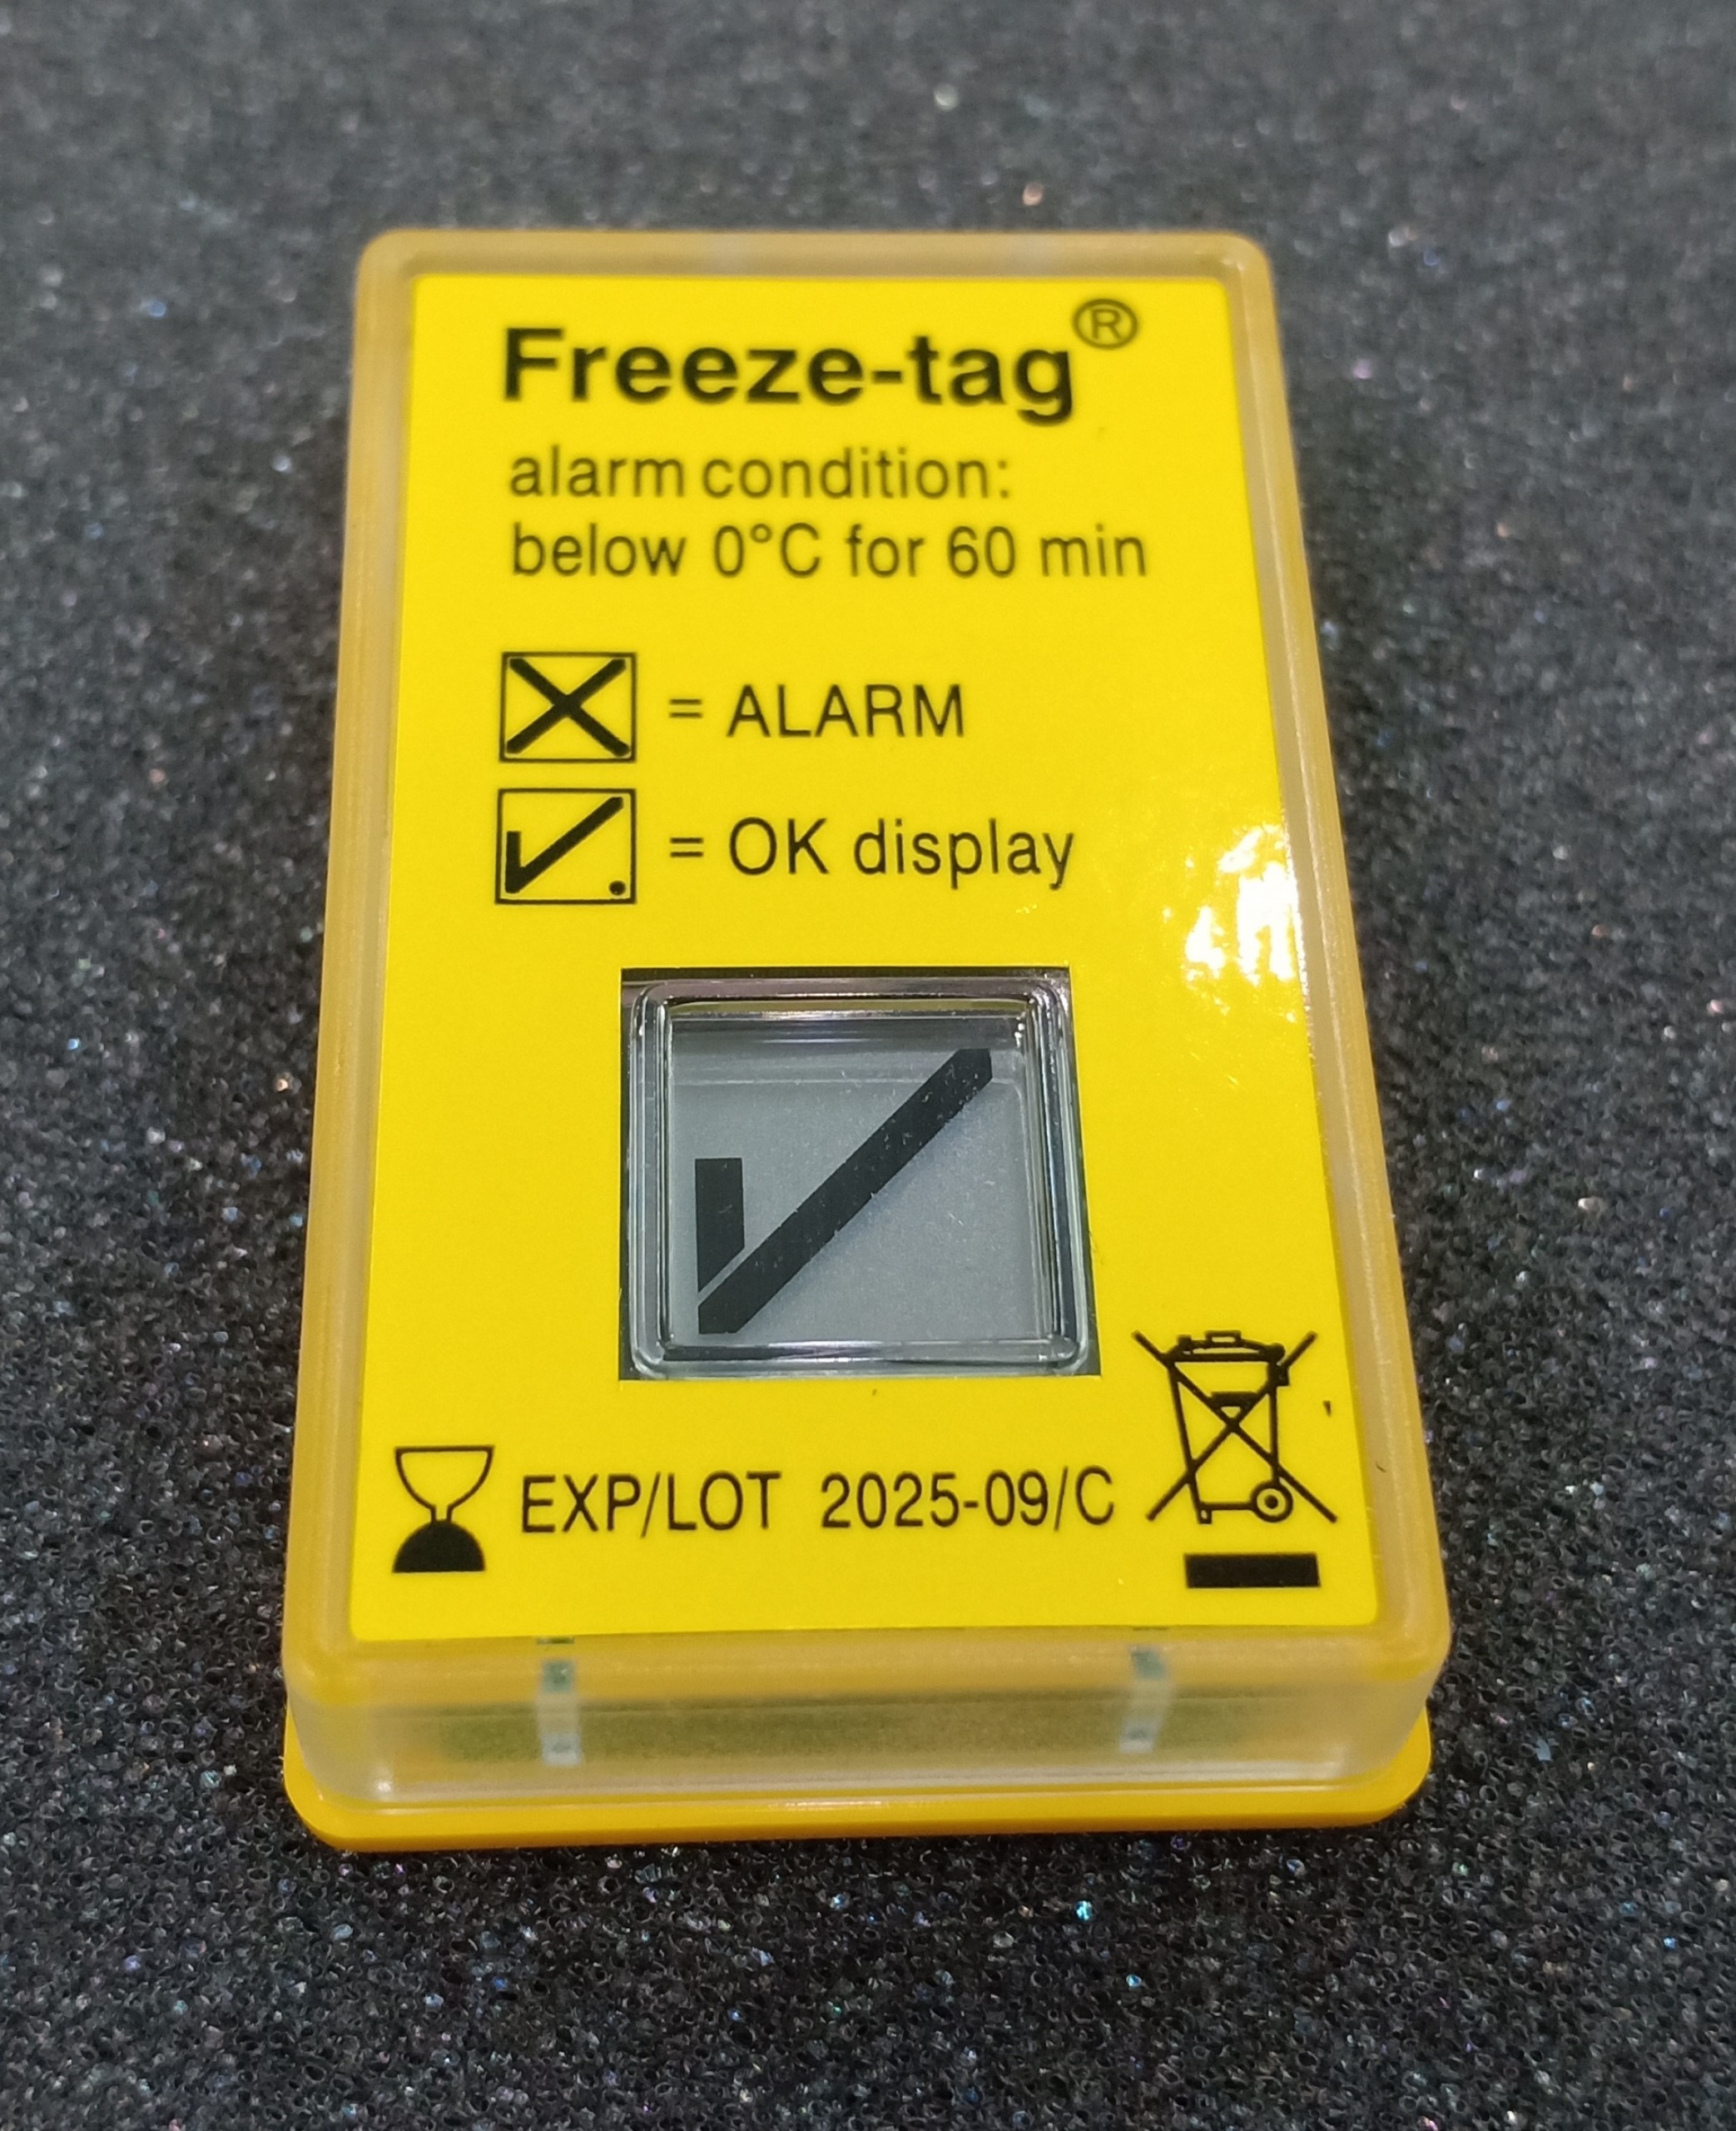 Freeze-tag®
alarm condition:
below 0°C for 60 min
= ALARM
= OK display
EXP/LOT 2025-09/C